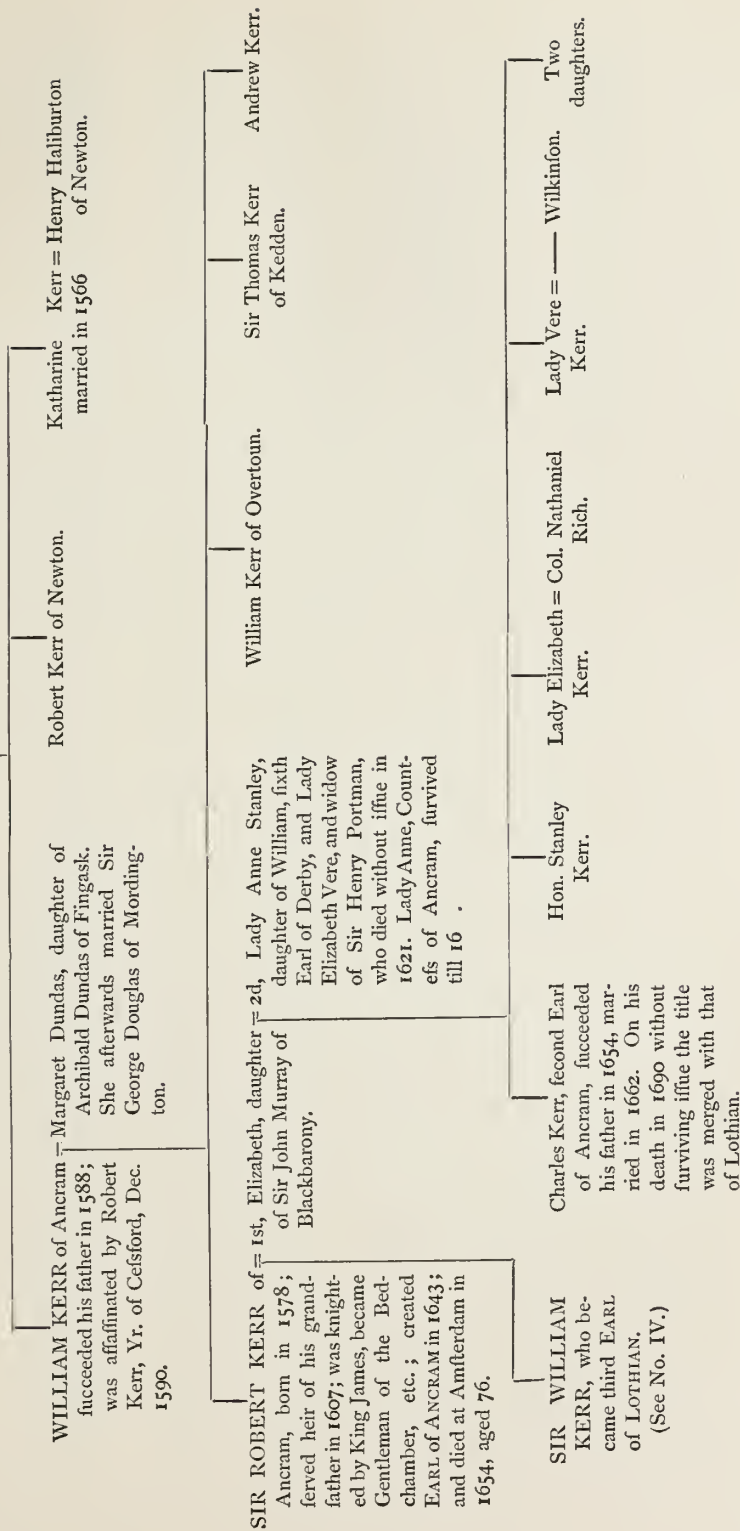 WILLIAM KERR of Ancram = Margaret Dundas, daughter of
ſucceeded his father in 1588;
Archibald Dundas of Fingask.
was aſſaſſinated by Robert
She afterwards married Sir
Kerr, Yr. of Ceſsford, Dec.
George Douglas of Mording-
1590.
ton.
Robert Kerr of Newton.
Katharine Kerr = Henry Haliburton
married in 1566 of Newton.
SIR ROBERT KERR of = 1st, Elizabeth, daughter = 2d, Lady Anne Stanley,
Ancram, born in 1578;
of Sir John Murray of
daughter of William, ſixth
ſerved heir of his grand-
Blackbarony.
Earl of Derby, and Lady
father in 1607; was knight-
Elizabeth Vere, and widow
ed by King James, became
of Sir Henry Portman,
Gentleman of the Bed-
who died without iſſue in
chamber, etc.; created
1621. Lady Anne, Count-
EARL of ANCRAM in 1643;
eſs of Ancram, ſurvived
and died at Amſterdam in
till 16 .
1654, aged 76.
William Kerr of Overtoun.
Sir Thomas Kerr
of Kedden.
Andrew Kerr.
SIR WILLIAM
KERR, who be-
came third EARL
of LOTHIAN.
(See No. IV.)
Charles Kerr, ſecond Earl
of Ancram, ſucceeded
his father in 1654, mar-
ried in 1662. On his
death in 1690 without
ſurviving iſſue the title
was merged with that
of Lothian.
Hon. Stanley
Kerr.
Lady Elizabeth = Col. Nathaniel
Kerr. Rich.
Lady Vere = —— Wilkinſon.
Kerr.
Two
daughters.